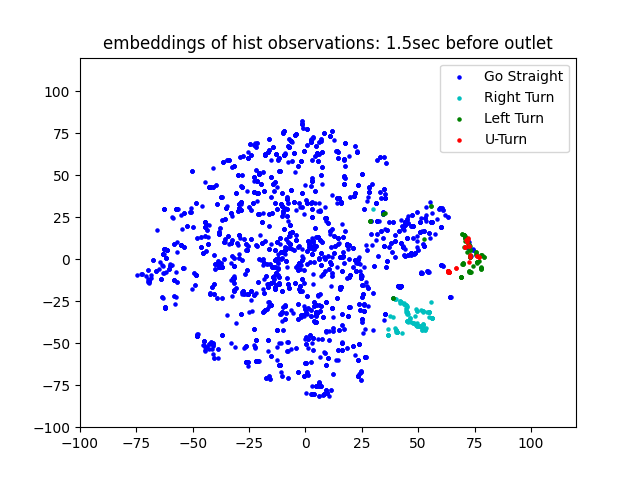 embeddings of hist observations: 1.5sec before outlet
Go Straight
Right Turn
Left Turn
U-Turn
100
75
50
25
0
−25
−50
−75
−100
−100 −75 −50 −25 0 25 50 75 100